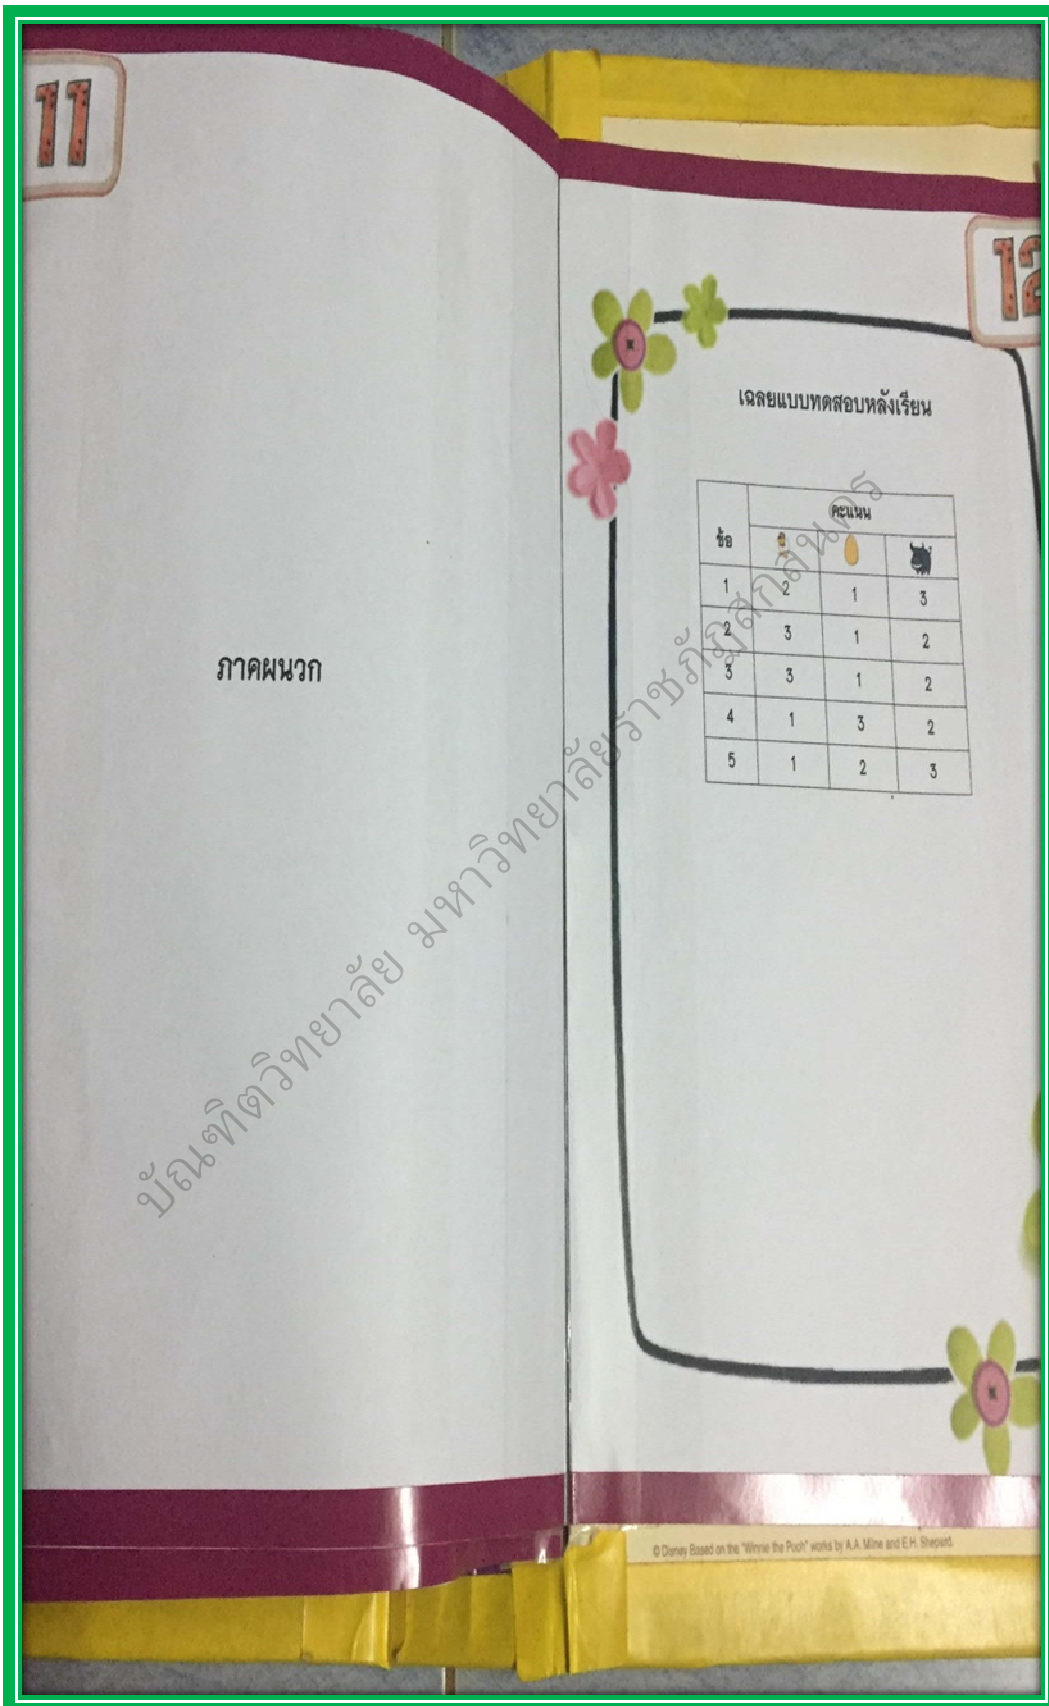 11
ภาคผนวก
12
เฉลยแบบทดสอบหลังเรียน
ข้อ คะแนน
1 2 1 3
2 3 1 2
3 3 1 2
4 1 3 2
5 1 2 3
© Disney Based on the "Winnie the Pooh" works by A.A. Milne and E.H. Shepard.
บัณฑิตวิทยาลัย มหาวิทยาลัยราชภัฏสกลนคร